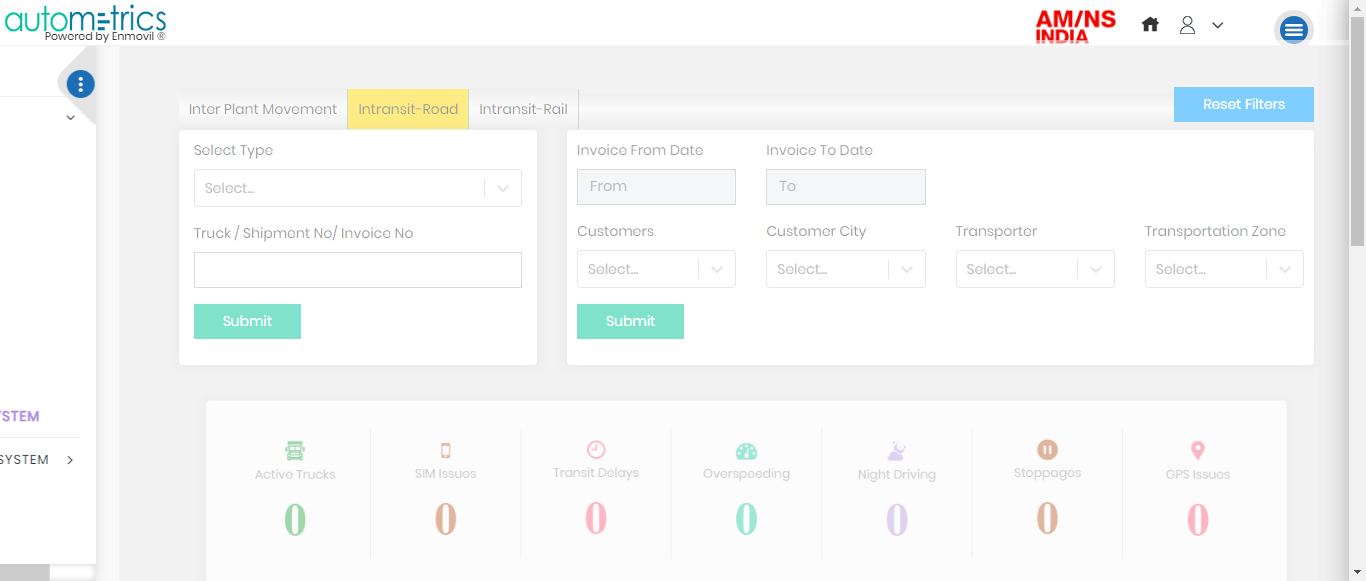 autometrics
Powered by Enmovil ®
AM/NS
INDIA
Inter Plant Movement
Intransit-Road
Intransit-Rail
Reset Filters
Select Type
Select...
Truck / Shipment No/ Invoice No
Submit
Invoice From Date
Invoice To Date
From
To
Customers
Customer City
Transporter
Transportation Zone
Select...
Select...
Select...
Select...
Submit
YSTEM
SYSTEM
Active Trucks
SIM Issues
Transit Delays
Overspeeding
Night Driving
Stoppages
GPS Issues
0
0
0
0
0
0
0